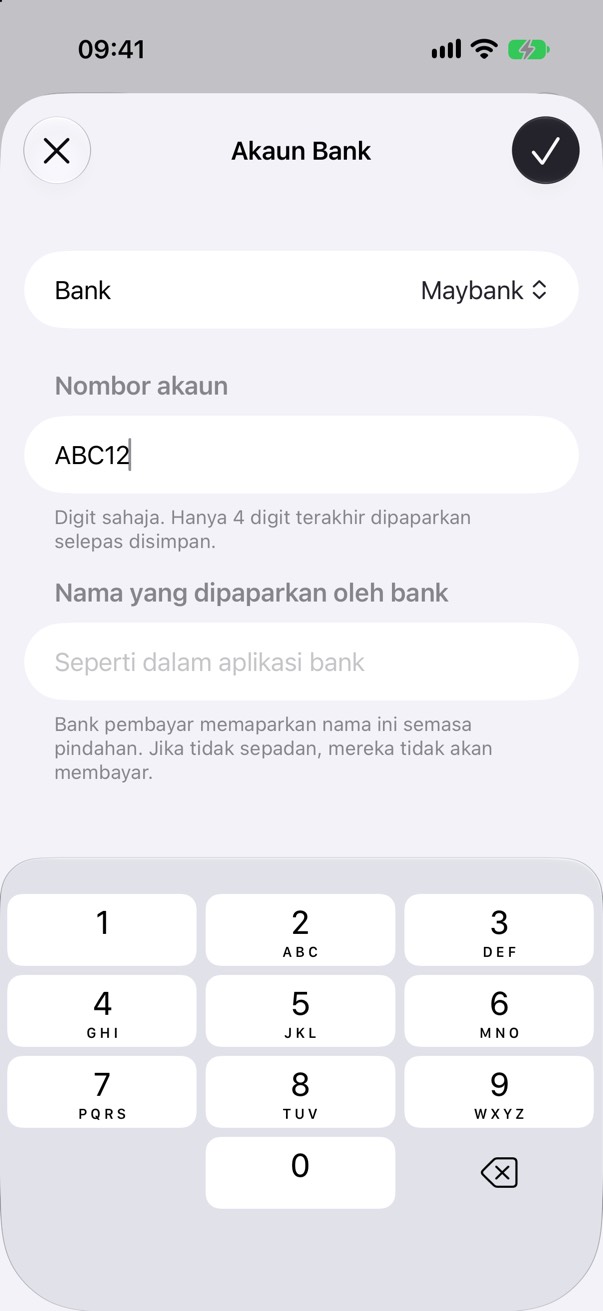 09:41
Akaun Bank
Bank
Maybank
Nombor akaun
ABC12
Digit sahaja. Hanya 4 digit terakhir dipaparkan
selepas disimpan.
Nama yang dipaparkan oleh bank
Seperti dalam aplikasi bank
Bank pembayar memaparkan nama ini semasa
pindahan. Jika tidak sepadan, mereka tidak akan
membayar.
1
2
ABC
3
DEF
4
GHI
5
JKL
6
MNO
7
PQRS
8
TUV
9
WXYZ
0